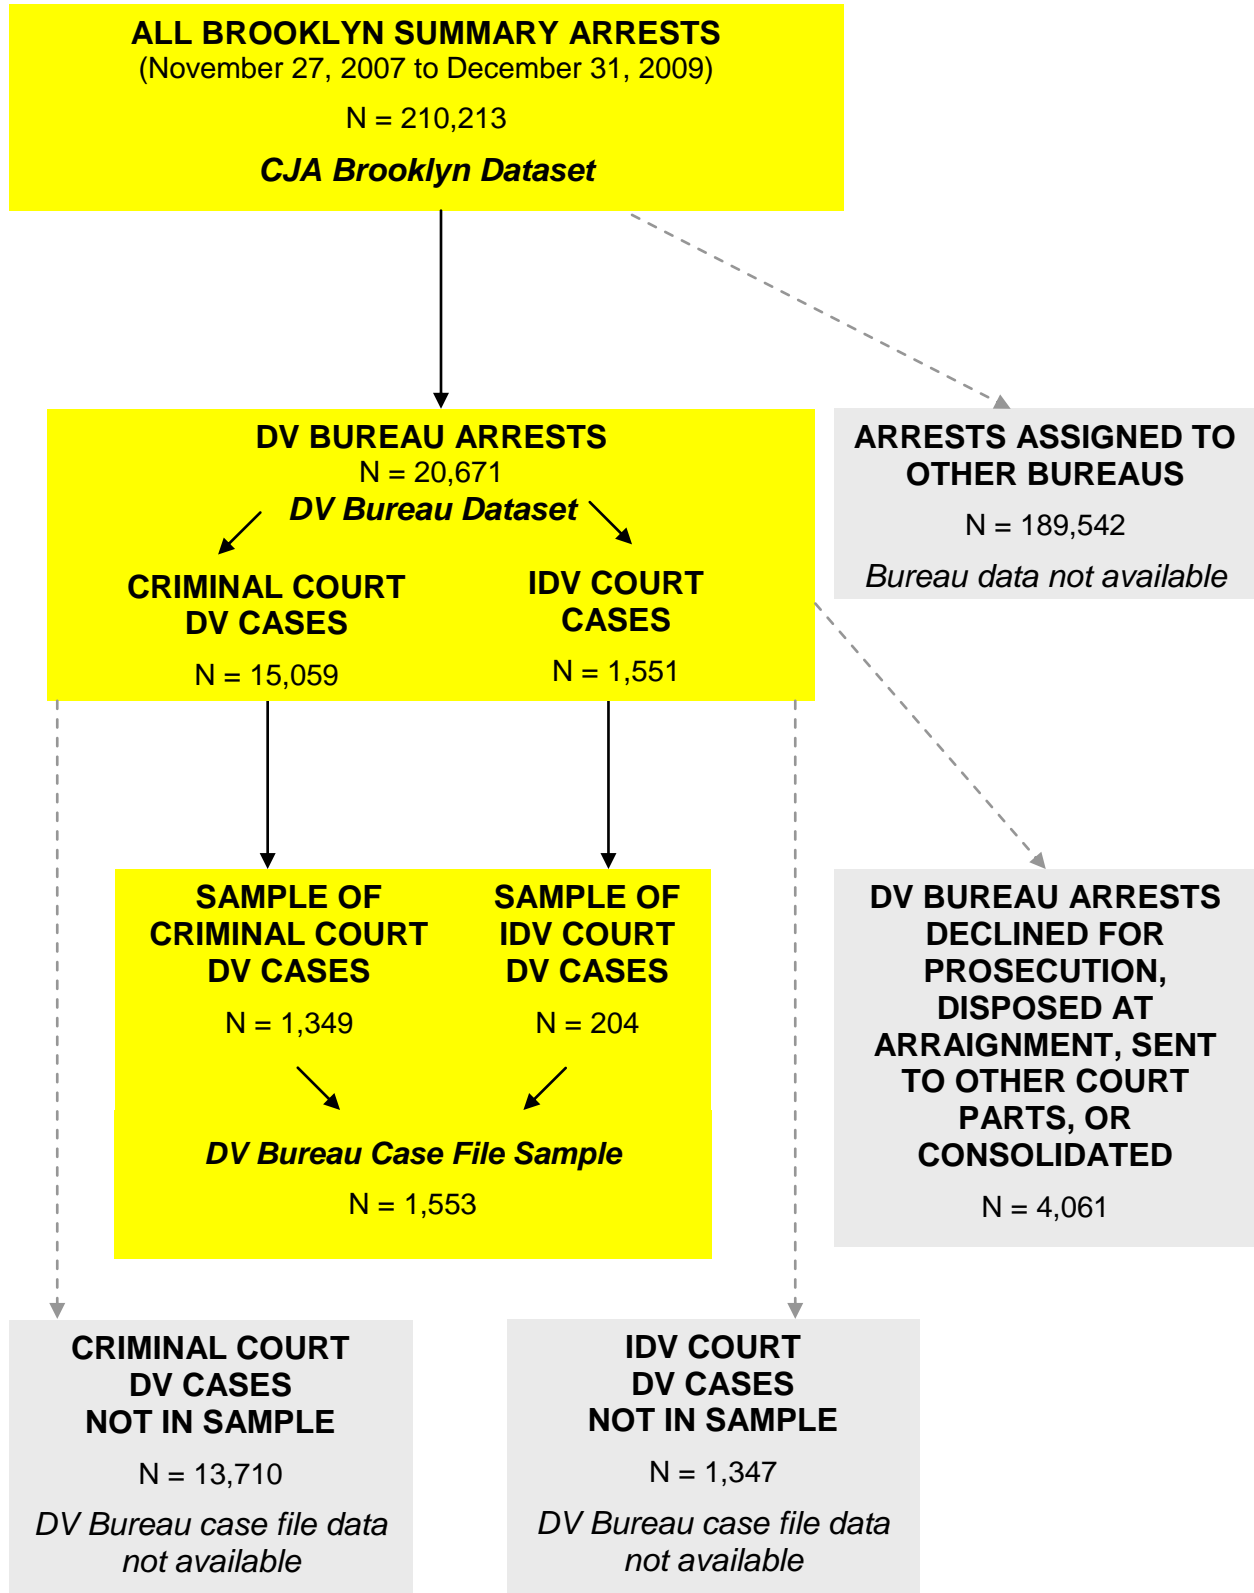 ALL BROOKLYN SUMMARY ARRESTS
(November 27, 2007 to December 31, 2009)
N = 210,213
CJA Brooklyn Dataset
DV BUREAU ARRESTS
N = 20,671
DV Bureau Dataset
CRIMINAL COURT
DV CASES
N = 15,059
IDV COURT
CASES
N = 1,551
ARRESTS ASSIGNED TO
OTHER BUREAUS
N = 189,542
Bureau data not available
SAMPLE OF
CRIMINAL COURT
DV CASES
N = 1,349
SAMPLE OF
IDV COURT
DV CASES
N = 204
DV Bureau Case File Sample
N = 1,553
DV BUREAU ARRESTS
DECLINED FOR
PROSECUTION,
DISPOSED AT
ARRAIGNMENT, SENT
TO OTHER COURT
PARTS, OR
CONSOLIDATED
N = 4,061
CRIMINAL COURT
DV CASES
NOT IN SAMPLE
N = 13,710
DV Bureau case file data
not available
IDV COURT
DV CASES
NOT IN SAMPLE
N = 1,347
DV Bureau case file data
not available